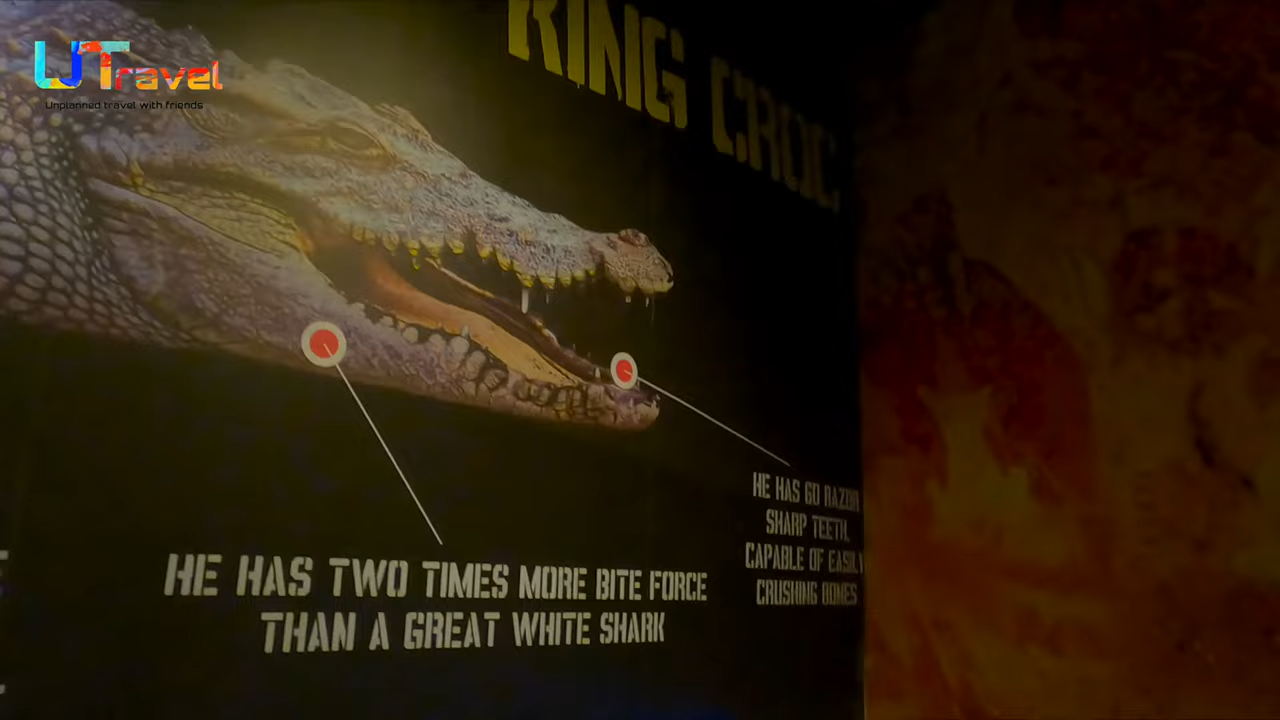 UTravel
Unplanned travel with friends
KING CROC
HE HAS TWO TIMES MORE BITE FORCE
THAN A GREAT WHITE SHARK
HE HAS 60 RAZOR
SHARP TEETH,
CAPABLE OF EASILY
CRUSHING BONES